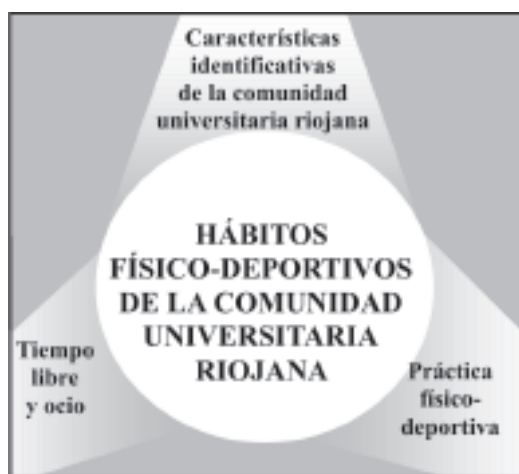 Características
identificativas
de la comunidad
universitaria riojana
HÁBITOS
FÍSICO-DEPORTIVOS
DE LA COMUNIDAD
UNIVERSITARIA
RIOJANA
Tiempo
libre
y ocio
Práctica
físico-
deportiva